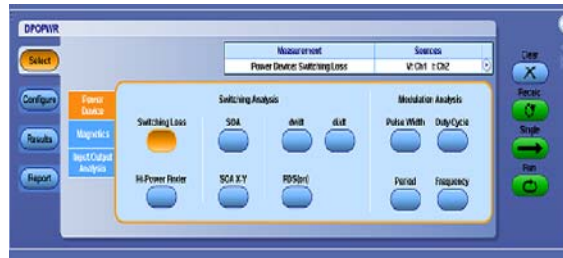 DPOPWR
Select
Configure
Results
Report
Measurement
Sources
Power Device: Switching Loss
V: Ch1 I: Ch2
Power Device
Magnetics
Input/Output Analysis
Switching Analysis
Switching Loss
SOA
dv/dt
di/dt
Hi-Power Finder
SOA X-Y
RDS(on)
Modulation Analysis
Pulse Width
Duty Cycle
Period
Frequency
Clear
Recalc
Single
Run